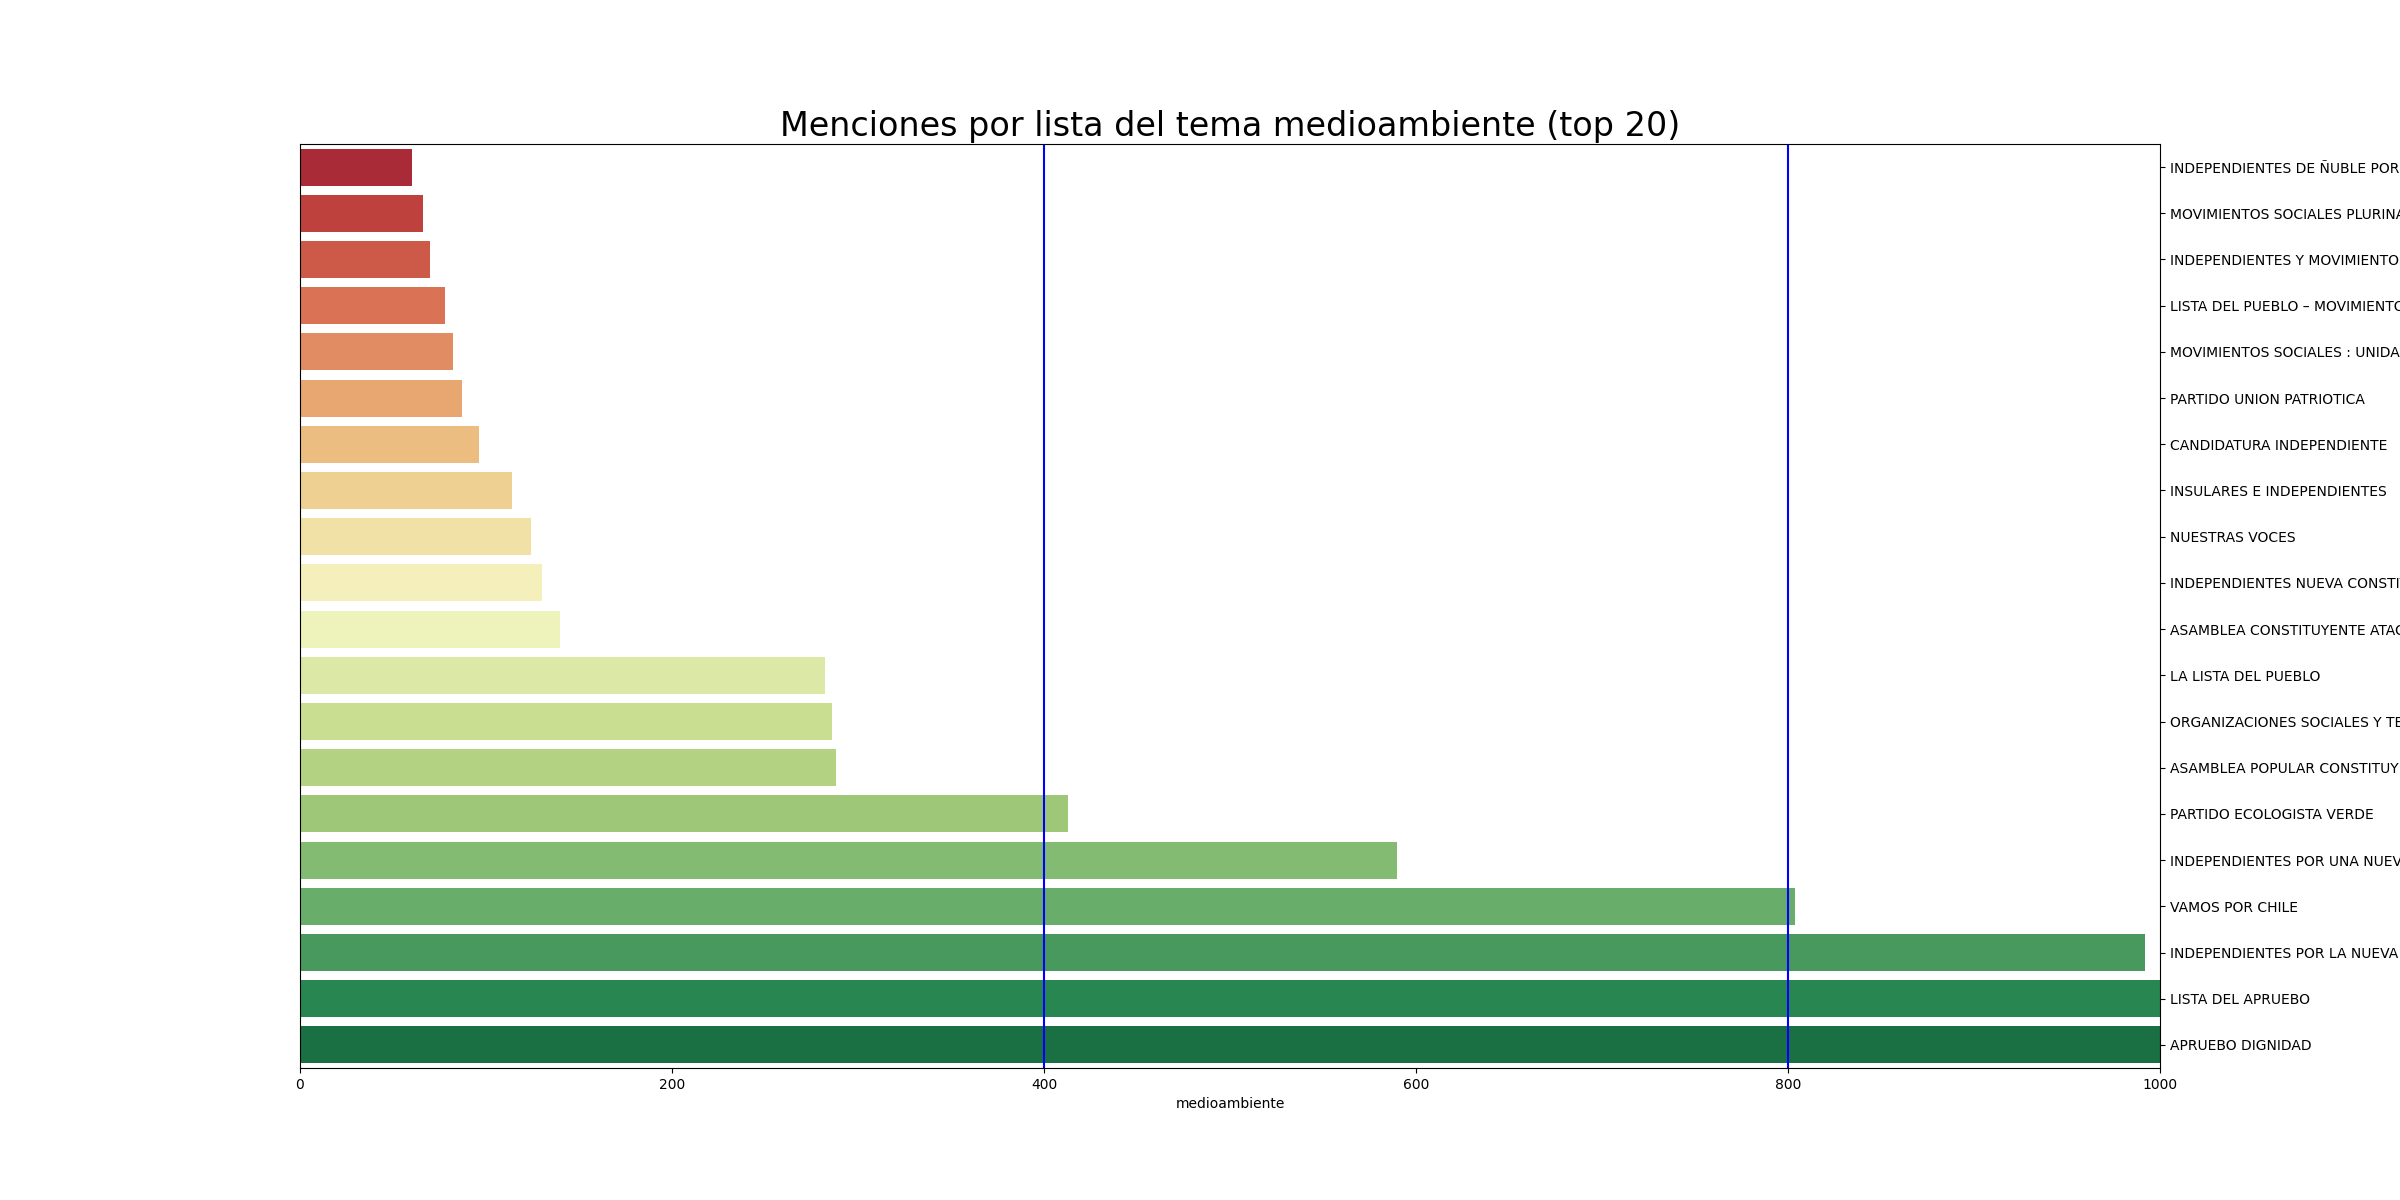 Menciones por lista del tema medioambiente (top 20)
INDEPENDIENTES DE ÑUBLE POR
MOVIMIENTOS SOCIALES PLURINA
INDEPENDIENTES Y MOVIMIENTO
LISTA DEL PUEBLO – MOVIMIENTO
MOVIMIENTOS SOCIALES : UNIDA
PARTIDO UNION PATRIOTICA
CANDIDATURA INDEPENDIENTE
INSULARES E INDEPENDIENTES
NUESTRAS VOCES
INDEPENDIENTES NUEVA CONSTI
ASAMBLEA CONSTITUYENTE ATAC
LA LISTA DEL PUEBLO
ORGANIZACIONES SOCIALES Y TE
ASAMBLEA POPULAR CONSTITUY
PARTIDO ECOLOGISTA VERDE
INDEPENDIENTES POR UNA NUEV
VAMOS POR CHILE
INDEPENDIENTES POR LA NUEVA
LISTA DEL APRUEBO
APRUEBO DIGNIDAD
0 200 400 600 800 1000
medioambiente